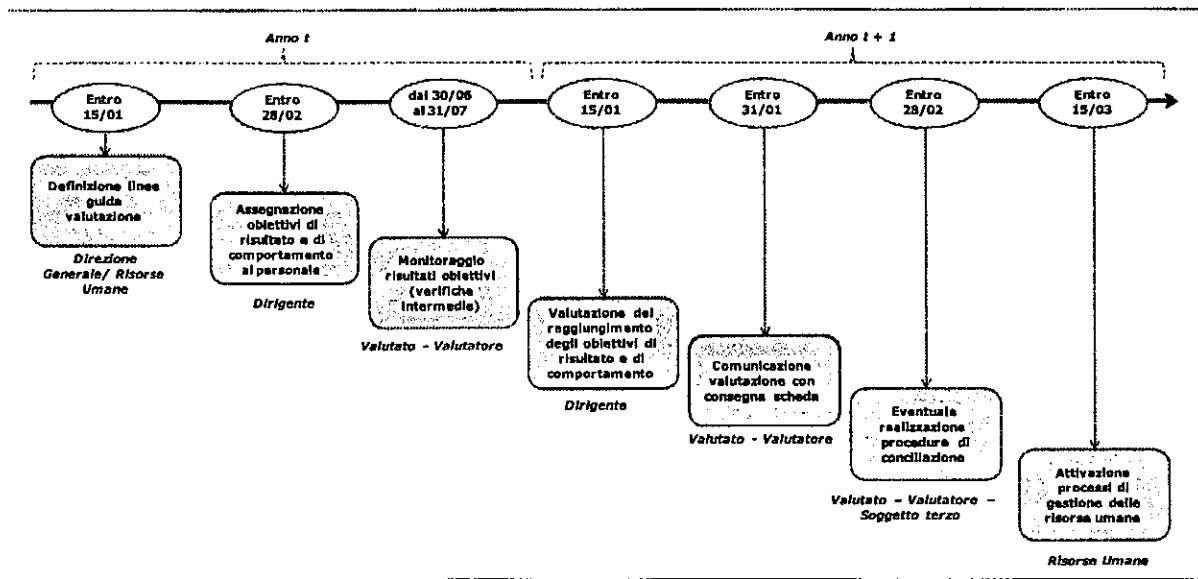 Anno t
Anno t + 1
Entro
15/01
Entro
28/02
dal 30/06
al 31/07
Entro
15/01
Entro
31/01
Entro
28/02
Entro
15/03
Definizione linee
guida
valutazione
Direzione
Generale/ Risorse
Umane
Assegnazione
obiettivi di
risultato e di
comportamento
al personale
Dirigente
Monitoraggio
risultati obiettivi
(verifiche
intermedie)
Valutato - Valutatore
Valutazione del
raggiungimento
degli obiettivi di
risultato e di
comportamento
Dirigente
Comunicazione
valutazione con
consegna scheda
Valutato - Valutatore
Eventuale
realizzazione
procedure di
conciliazione
Valutato – Valutatore –
Soggetto terzo
Attivazione
processi di
gestione delle
risorse umane
Risorse Umane